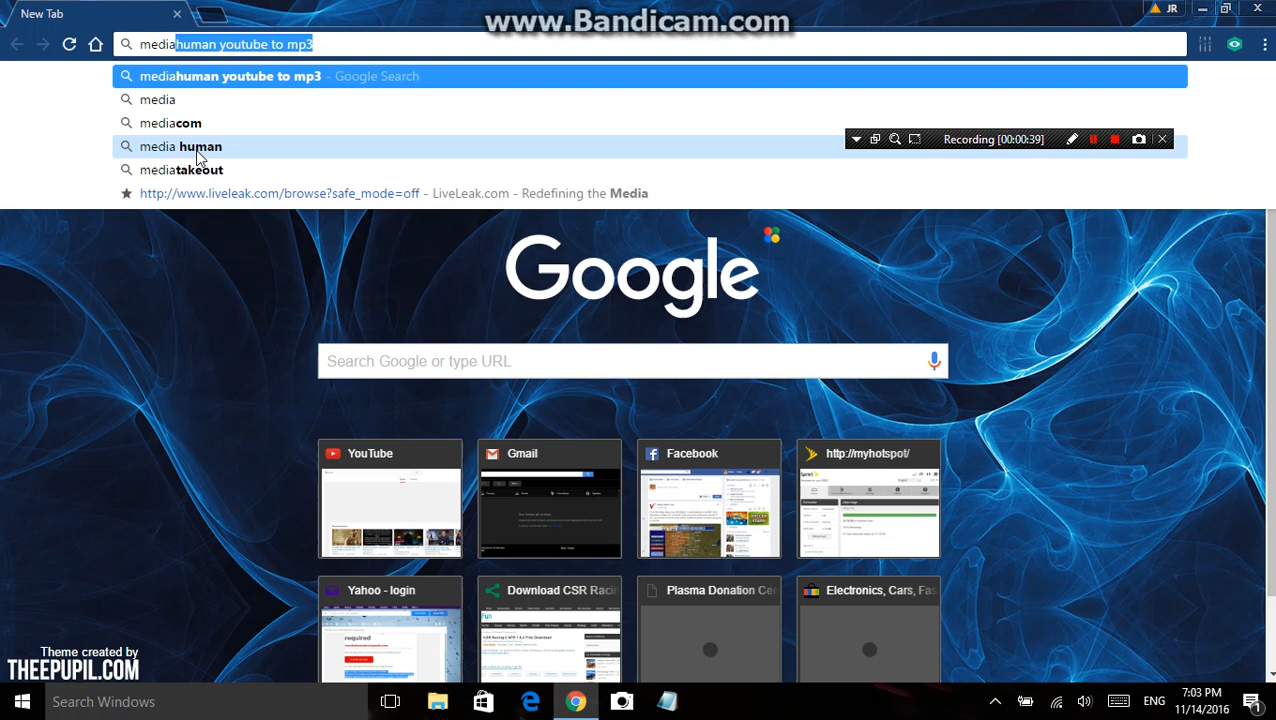 New Tab
www.Bandicam.com
JR
mediahuman youtube to mp3
mediahuman youtube to mp3 - Google Search
media
mediacom
media human
mediatakeout
http://www.liveleak.com/browse?safe_mode=off - LiveLeak.com - Redefining the Media
Recording [00:00:39]
Google
Search Google or type URL
YouTube
Gmail
Facebook
http://myhotspot/
Yahoo - login
Download CSR Raci
Plasma Donation Ce
Electronics, Cars, Fas
required
Theme created by
Search Windows
ENG
7:03 PM
11/14/2016